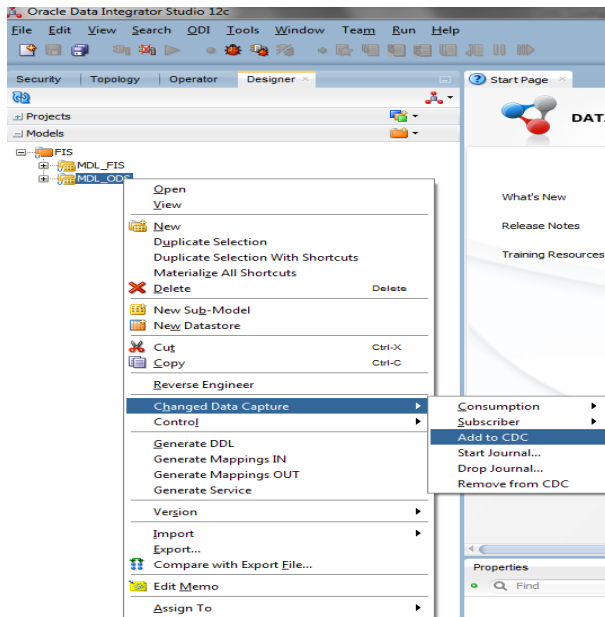 Oracle Data Integrator Studio 12c
File Edit View Search ODI Tools Window Team Run Help
Security Topology Operator Designer
Start Page
Projects
Models
FIS
MDL_FIS
MDL_ODS
Open
View
New
Duplicate Selection
Duplicate Selection With Shortcuts
Materialize All Shortcuts
Delete Delete
New Sub-Model
New Datastore
Cut Ctrl-X
Copy Ctrl-C
Reverse Engineer
Changed Data Capture
Control
Generate DDL
Generate Mappings IN
Generate Mappings OUT
Generate Service
Version
Import
Export...
Compare with Export File...
Edit Memo
Assign To
Consumption
Subscriber
Add to CDC
Start Journal...
Drop Journal...
Remove from CDC
DATA
What's New
Release Notes
Training Resources
Properties
Find